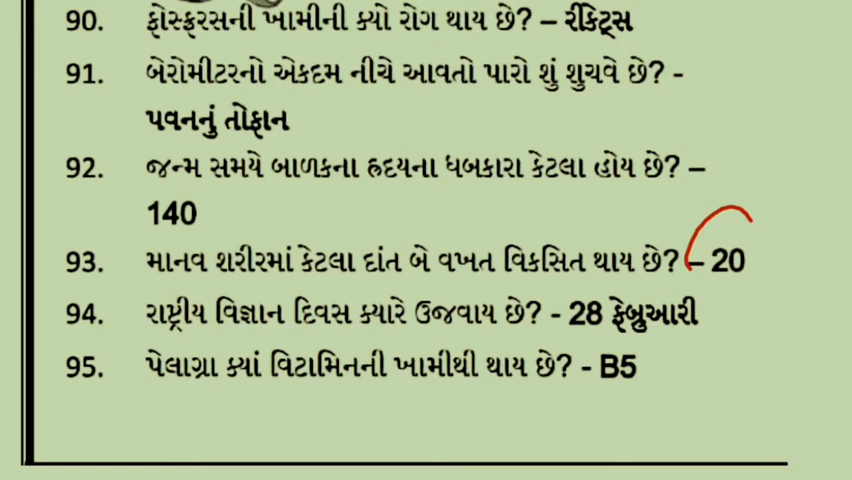 90. ફોસ્ફરસની ખામીની ક્યો રોગ થાય છે? – રીકેટ્સ
91. બેરોમીટરનો એકદમ નીચે આવતો પારો શું શુચવે છે? -
પવનનું તોફાન
92. જન્મ સમયે બાળકના હ્રદયના ધબકારા કેટલા હોય છે? –
140
93. માનવ શરીરમાં કેટલા દાંત બે વખત વિકસિત થાય છે? – 20
94. રાષ્ટ્રીય વિજ્ઞાન દિવસ ક્યારે ઉજવાય છે? - 28 ફેબ્રુઆરી
95. પેલાગ્રા ક્યાં વિટામિનની ખામીથી થાય છે? - B5